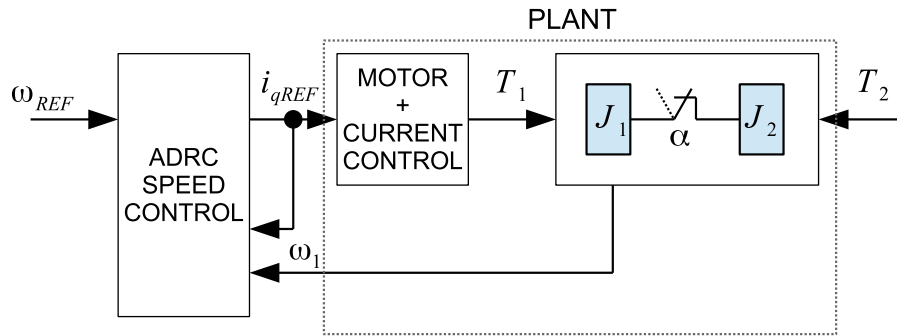 PLANT
ω_REF
i_qREF
MOTOR
+
CURRENT
CONTROL
T_1
J_1
α
J_2
T_2
ADRC
SPEED
CONTROL
ω_1